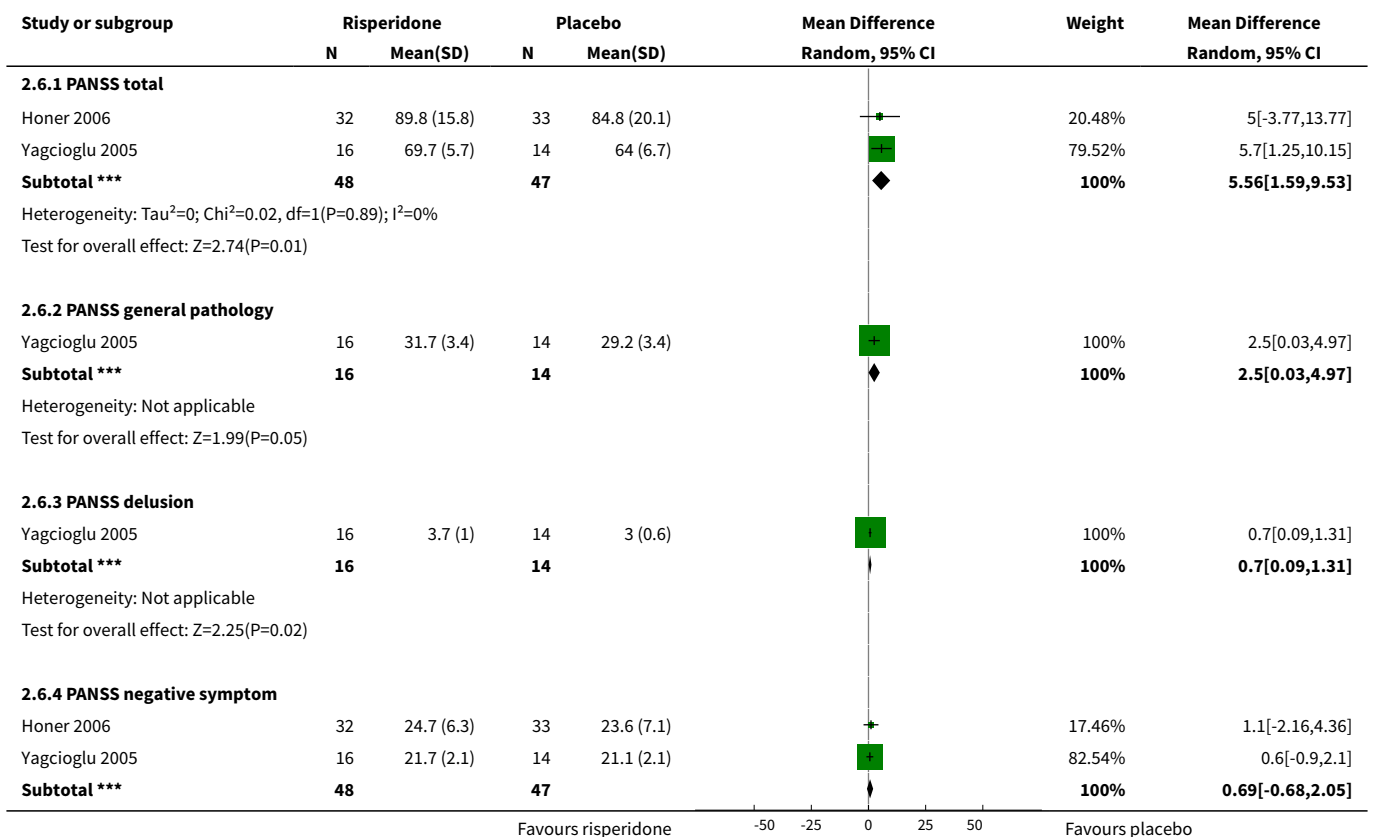 Study or subgroup Risperidone Placebo Mean Difference Weight Mean Difference
N Mean(SD) N Mean(SD) Random, 95% CI Random, 95% CI
2.6.1 PANSS total
Honer 2006 32 89.8 (15.8) 33 84.8 (20.1) 20.48% 5[-3.77,13.77]
Yagcioglu 2005 16 69.7 (5.7) 14 64 (6.7) 79.52% 5.7[1.25,10.15]
Subtotal *** 48 47 100% 5.56[1.59,9.53]
Heterogeneity: Tau²=0; Chi²=0.02, df=1(P=0.89); I²=0%
Test for overall effect: Z=2.74(P=0.01)
2.6.2 PANSS general pathology
Yagcioglu 2005 16 31.7 (3.4) 14 29.2 (3.4) 100% 2.5[0.03,4.97]
Subtotal *** 16 14 100% 2.5[0.03,4.97]
Heterogeneity: Not applicable
Test for overall effect: Z=1.99(P=0.05)
2.6.3 PANSS delusion
Yagcioglu 2005 16 3.7 (1) 14 3 (0.6) 100% 0.7[0.09,1.31]
Subtotal *** 16 14 100% 0.7[0.09,1.31]
Heterogeneity: Not applicable
Test for overall effect: Z=2.25(P=0.02)
2.6.4 PANSS negative symptom
Honer 2006 32 24.7 (6.3) 33 23.6 (7.1) 17.46% 1.1[-2.16,4.36]
Yagcioglu 2005 16 21.7 (2.1) 14 21.1 (2.1) 82.54% 0.6[-0.9,2.1]
Subtotal *** 48 47 100% 0.69[-0.68,2.05]
Favours risperidone -50 -25 0 25 50 Favours placebo